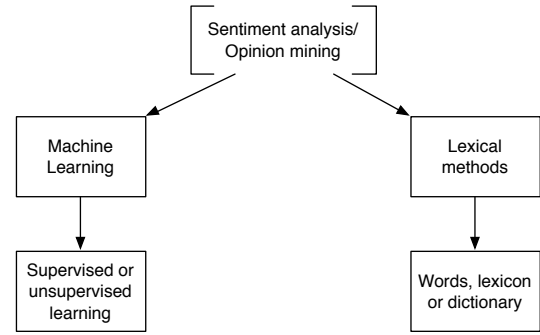 Sentiment analysis/
Opinion mining
Machine
Learning
Lexical
methods
Supervised or
unsupervised
learning
Words, lexicon
or dictionary